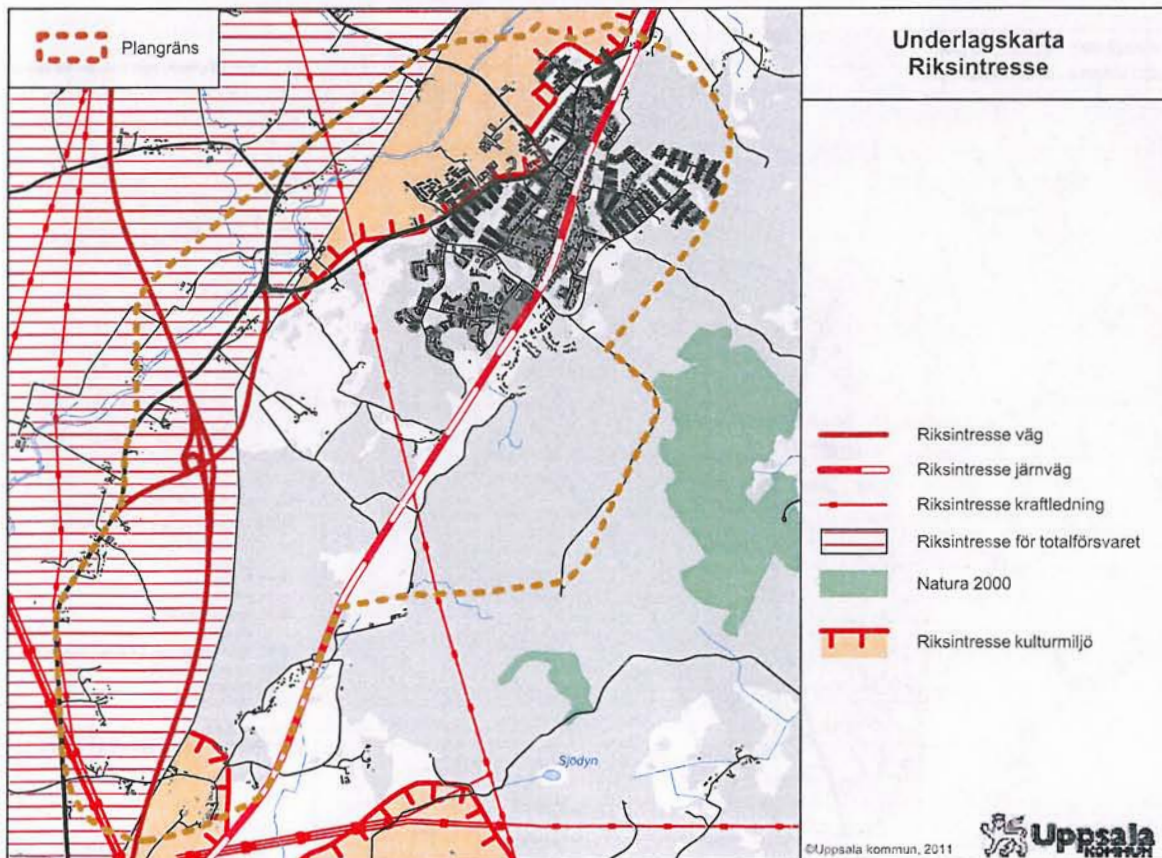 Plangräns
Underlagskarta
Riksintresse
Riksintresse väg
Riksintresse järnväg
Riksintresse kraftledning
Riksintresse för totalförsvaret
Natura 2000
Riksintresse kulturmiljö
Sjödyn
©Uppsala kommun, 2011
Uppsala
KOMMUN